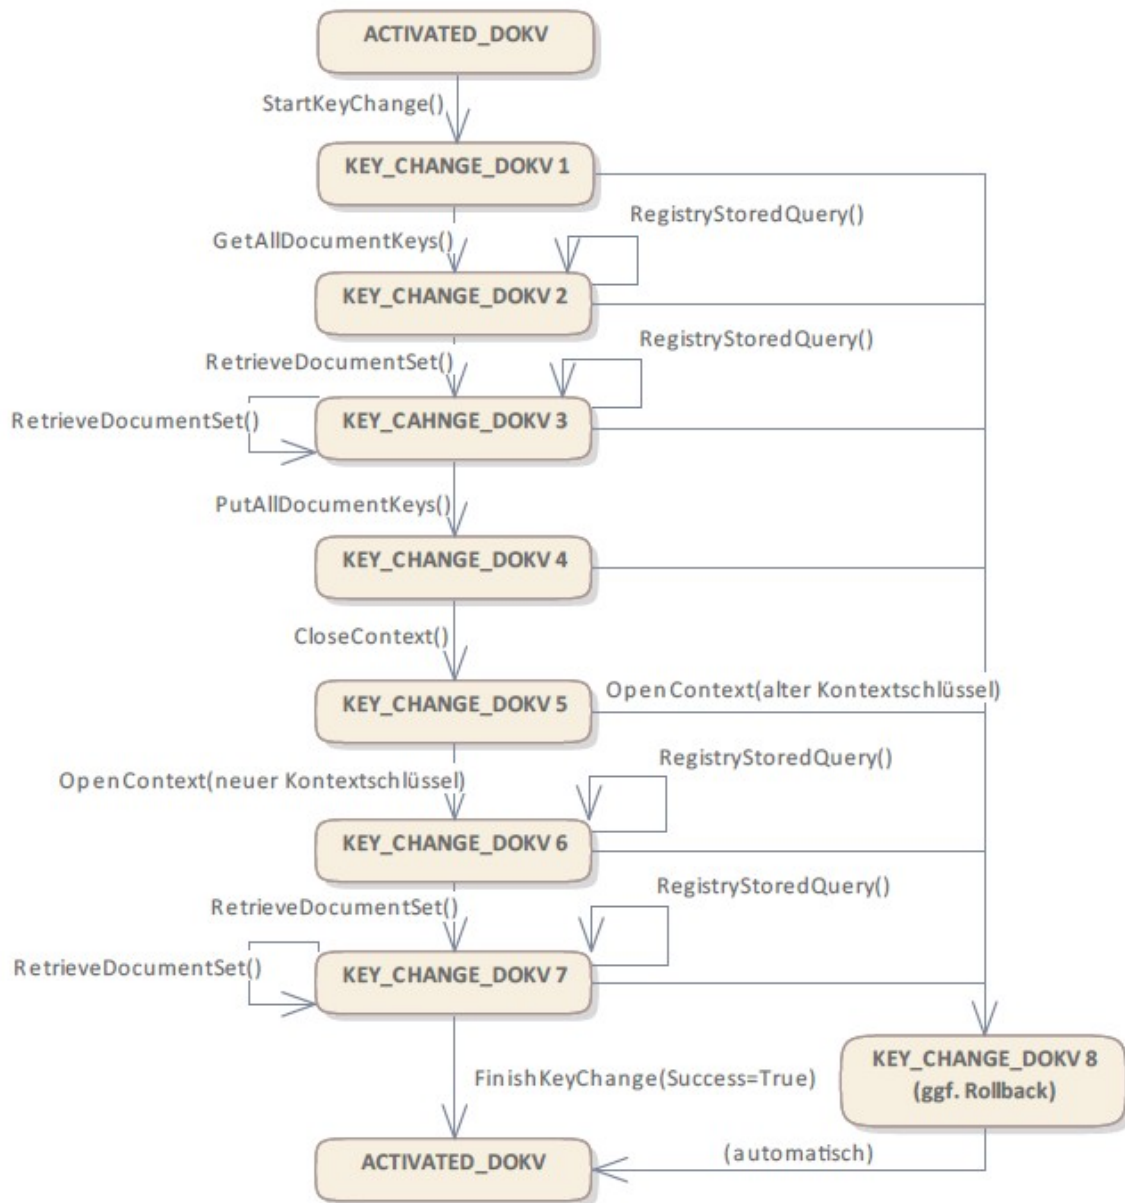 ACTIVATED_DOKV
StartKeyChange()
KEY_CHANGE_DOKV 1
RegistryStoredQuery()
GetAllDocumentKeys()
KEY_CHANGE_DOKV 2
RegistryStoredQuery()
RetrieveDocumentSet()
RetrieveDocumentSet()
KEY_CAHNGE_DOKV 3
PutAllDocumentKeys()
KEY_CHANGE_DOKV 4
CloseContext()
KEY_CHANGE_DOKV 5
OpenContext(alter Kontextschlüssel)
RegistryStoredQuery()
OpenContext(neuer Kontextschlüssel)
KEY_CHANGE_DOKV 6
RegistryStoredQuery()
RetrieveDocumentSet()
RetrieveDocumentSet()
KEY_CHANGE_DOKV 7
KEY_CHANGE_DOKV 8
(ggf. Rollback)
FinishKeyChange(Success=True)
(automatisch)
ACTIVATED_DOKV